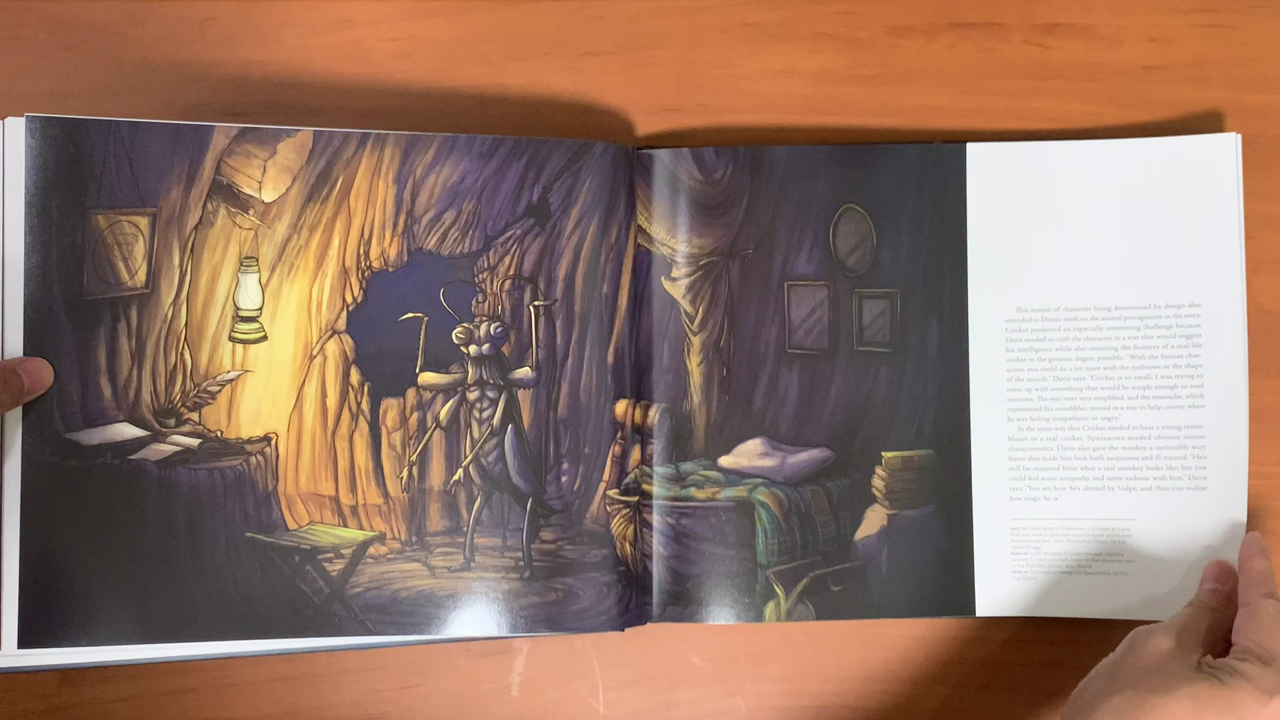 This notion of character being determined by design also
extended to Davis's work on the animal protagonists in the story.
Cricket presented an especially interesting challenge because
Davis needed to craft the character in a way that would suggest
his intelligence while also retaining the features of a real-life
cricket to the greatest degree possible. "With the human char-
acters, you could do a lot more with the eyebrows or the shape
of the mouth," Davis says. "Cricket is so small, I was trying to
come up with something that would be simple enough to read
onscreen. The eyes were very simplified, and the mustache, which
represented his mandibles, moved in a way to help convey when
he was feeling sympathetic or angry."
In the same way that Cricket needed to bear a strong resem-
blance to a real cricket, Spazzatura needed obvious simian
characteristics. Davis also gave the monkey a noticeably worn
frame that made him look both suspicious and ill-treated. "He's
still far removed from what a real monkey looks like, but you
could feel some sympathy and some sadness with him," Davis
says. "You see how he's abused by Volpe, and then you realize
how tragic he is."